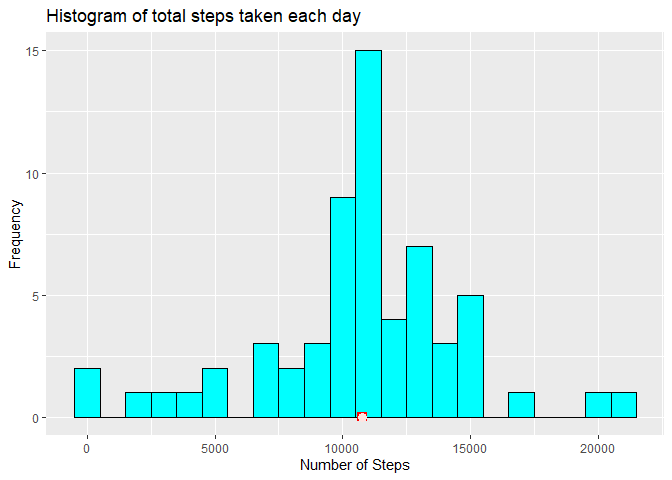 Histogram of total steps taken each day
15
10
5
0
Frequency
0 5000 10000 15000 20000
Number of Steps